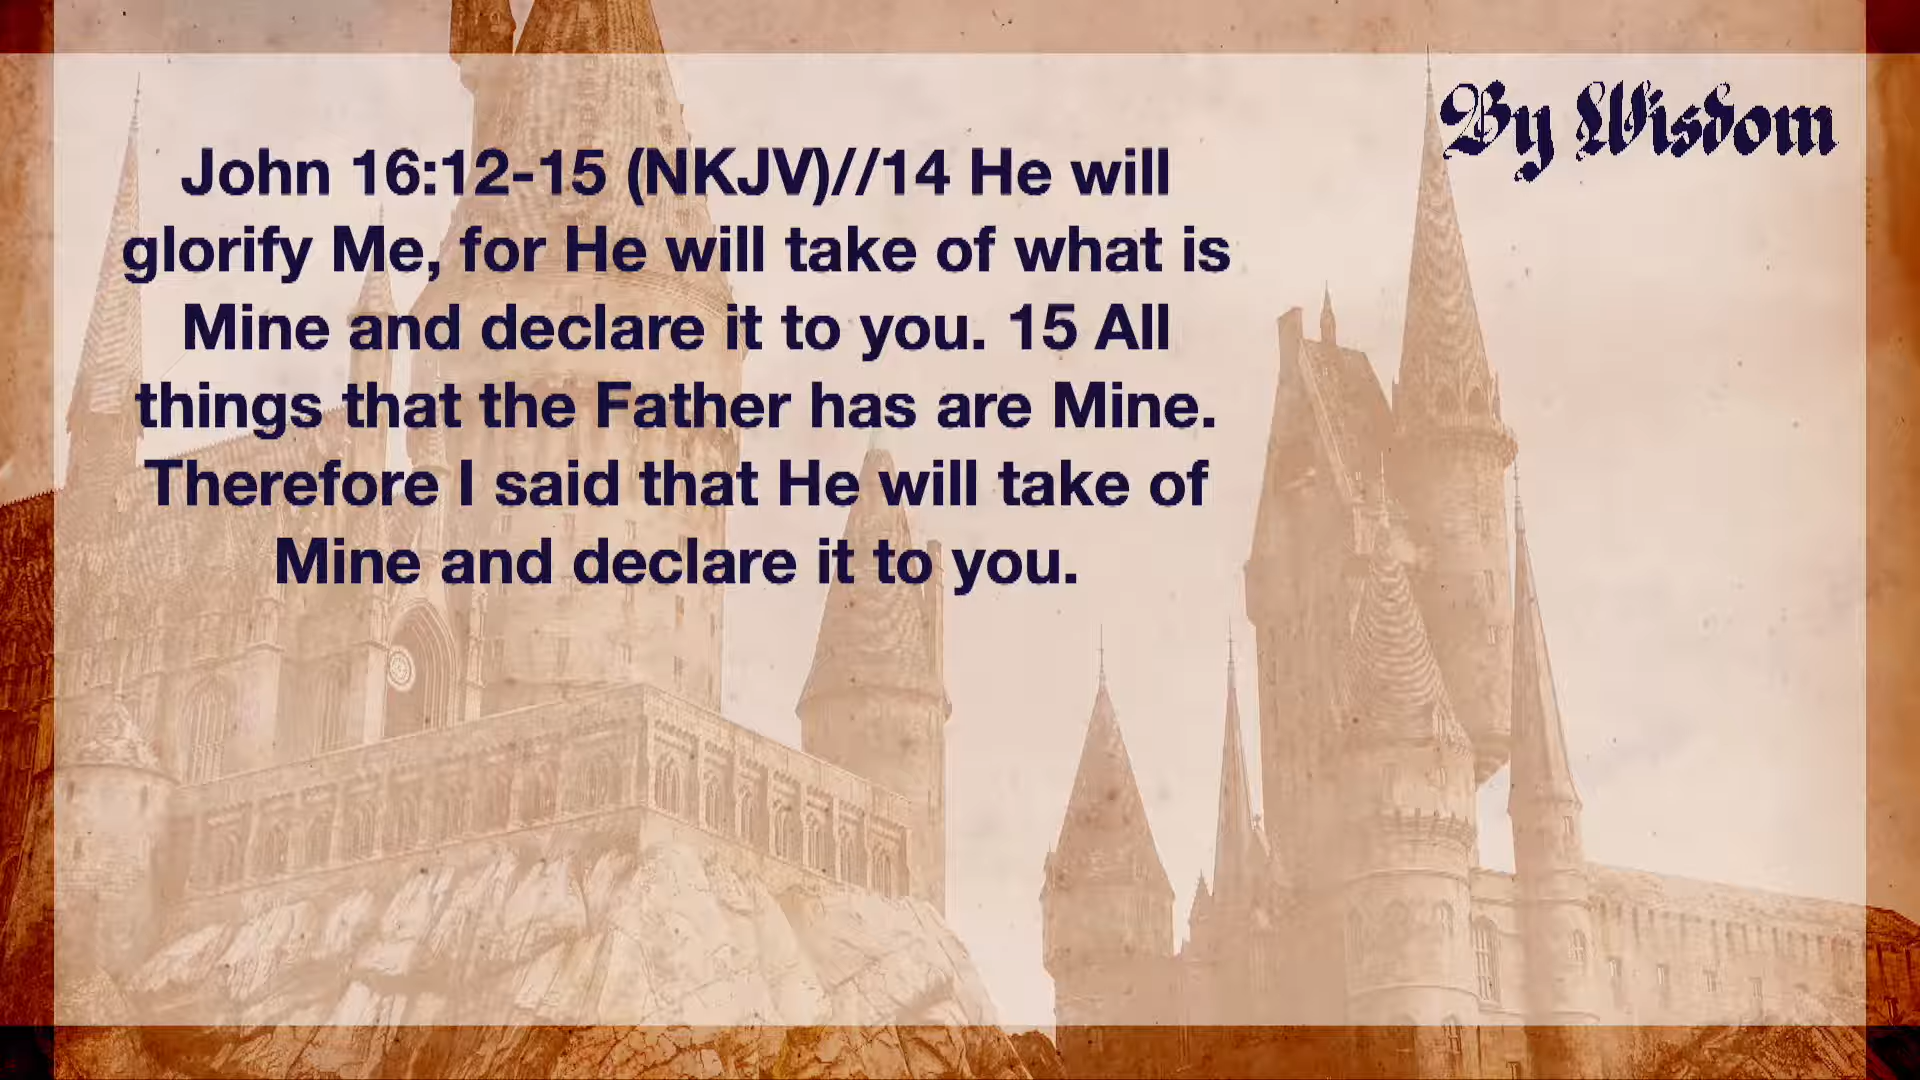 By Wisdom
John 16:12-15 (NKJV)//14 He will
glorify Me, for He will take of what is
Mine and declare it to you. 15 All
things that the Father has are Mine.
Therefore I said that He will take of
Mine and declare it to you.